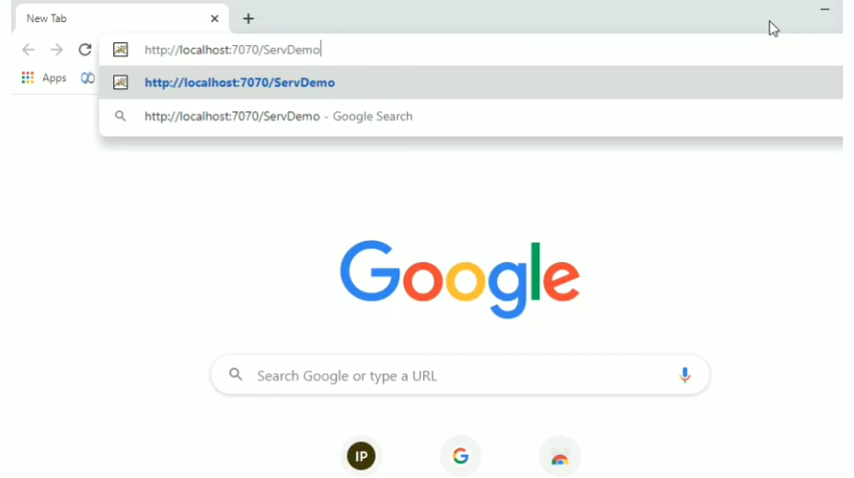 New Tab
http://localhost:7070/ServDemo
Apps
http://localhost:7070/ServDemo
http://localhost:7070/ServDemo - Google Search
Google
Search Google or type a URL
IP
G